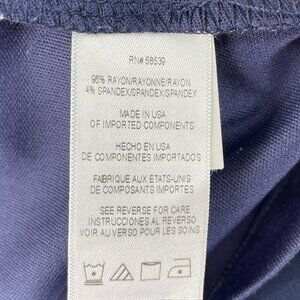 RN# 58539
96% RAYON/RAYONNE/RAYON
4% SPANDEX/SPANDEX/SPANDEX
MADE IN USA
OF IMPORTED COMPONENTS
HECHO EN USA
DE COMPONENTES IMPORTADOS
FABRIQUE AUX ETATS-UNIS
DE COMPOSANTS IMPORTES
SEE REVERSE FOR CARE
INSTRUCCIONES AL REVERSO
VOIR AU VERSO POUR LES SOINS